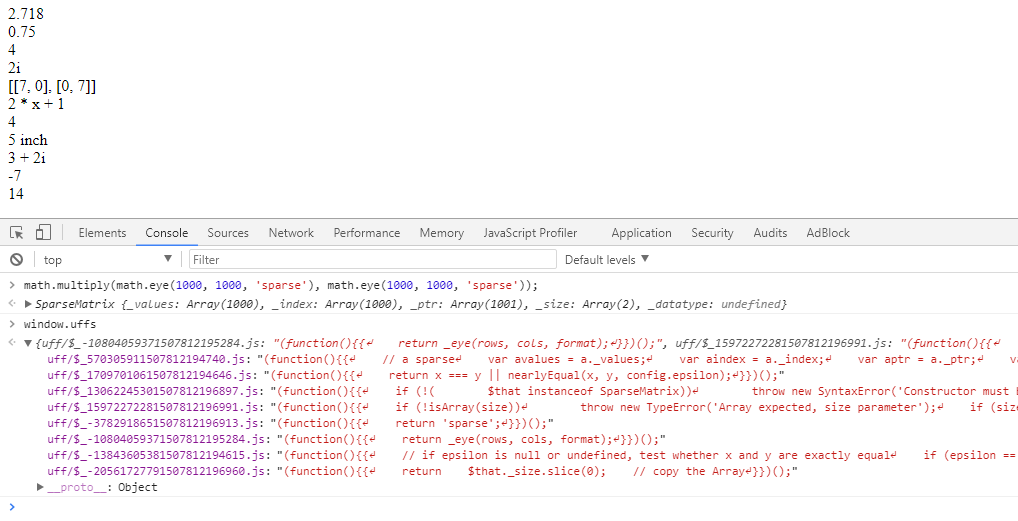 2.718
0.75
4
2i
[[7, 0], [0, 7]]
2 * x + 1
4
5 inch
3 + 2i
-7
14
Elements Console Sources Network Performance Memory JavaScript Profiler Application Security Audits AdBlock
top ▼ Filter Default levels ▼
> math.multiply(math.eye(1000, 1000, 'sparse'), math.eye(1000, 1000, 'sparse'));
▶ SparseMatrix {_values: Array(1000), _index: Array(1000), _ptr: Array(1001), _size: Array(2), _datatype: undefined}
> window.uffs
▼ {uff/$_-10804059371507812195284.js: "(function(){{↵    return _eye(rows, cols, format);↵}})();", uff/$_15972272281507812196991.js: "(function(){{↵
uff/$_570305911507812194740.js: "(function(){{↵    // a sparse↵    var avalues = a._values;↵    var aindex = a._index;↵    var aptr = a._ptr;↵    va
uff/$_1709701061507812194646.js: "(function(){{↵    return x === y || nearlyEqual(x, y, config.epsilon);↵}})();"
uff/$_13062245301507812196897.js: "(function(){{↵    if (!(        $that instanceof SparseMatrix))↵        throw new SyntaxError('Constructor must b
uff/$_15972272281507812196991.js: "(function(){{↵    if (!isArray(size))↵        throw new TypeError('Array expected, size parameter');↵    if (size
uff/$_-3782918651507812196913.js: "(function(){{↵    return 'sparse';↵}})();"
uff/$_-10804059371507812195284.js: "(function(){{↵    return _eye(rows, cols, format);↵}})();"
uff/$_-13843605381507812194615.js: "(function(){{↵    // if epsilon is null or undefined, test whether x and y are exactly equal↵    if (epsilon ==
uff/$_-20561727791507812196960.js: "(function(){{↵    return    $that._size.slice(0);    // copy the Array↵}})();"
▶ __proto__: Object
>